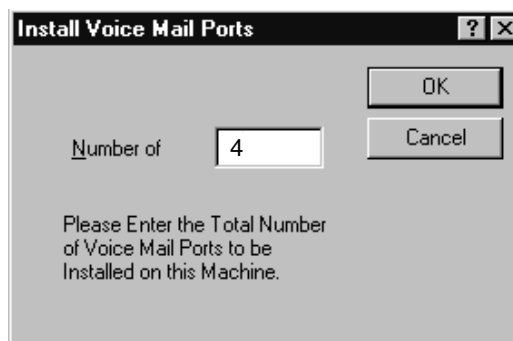 Install Voice Mail Ports
OK
Number of 4
Cancel
Please Enter the Total Number
of Voice Mail Ports to be
Installed on this Machine.